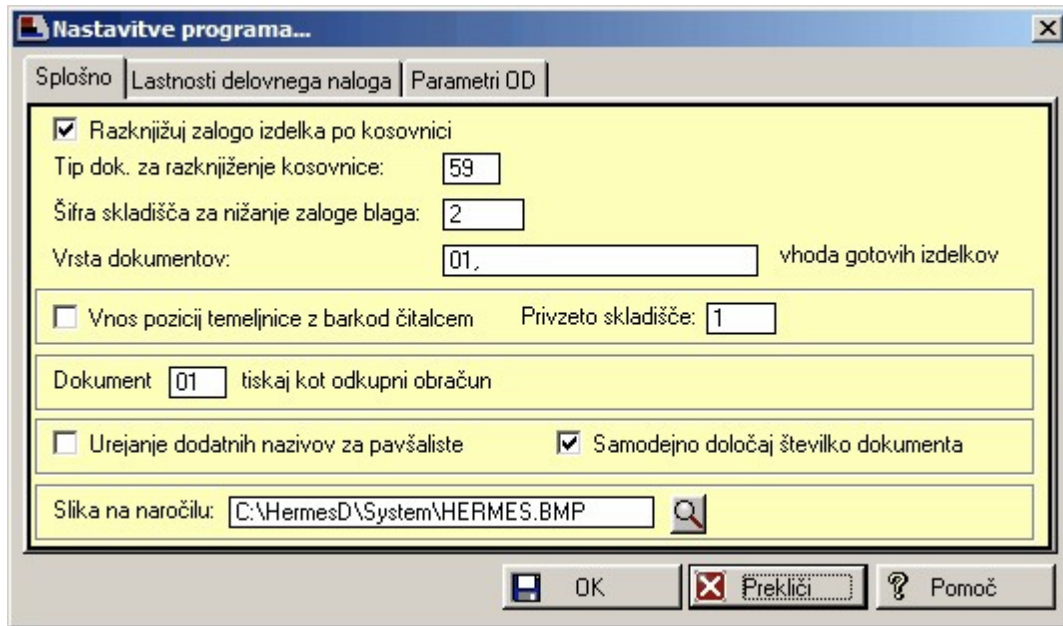 Nastavitve programa...
Splošno Lastnosti delovnega naloga Parametri OD
Razknjižuj zalogo izdelka po kosovnici
Tip dok. za razknjiženje kosovnice: 59
Šifra skladišča za nižanje zaloge blaga: 2
Vrsta dokumentov: 01, vhoda gotovih izdelkov
Vnos pozicij temeljnice z barkod čitalcem Privzeto skladišče: 1
Dokument 01 tiskaj kot odkupni obračun
Urejanje dodatnih nazivov za pavšaliste Samodejno določaj številko dokumenta
Slika na naročilu: C:\HermesD\System\HERMES.BMP
OK Prekliči ? Pomoč